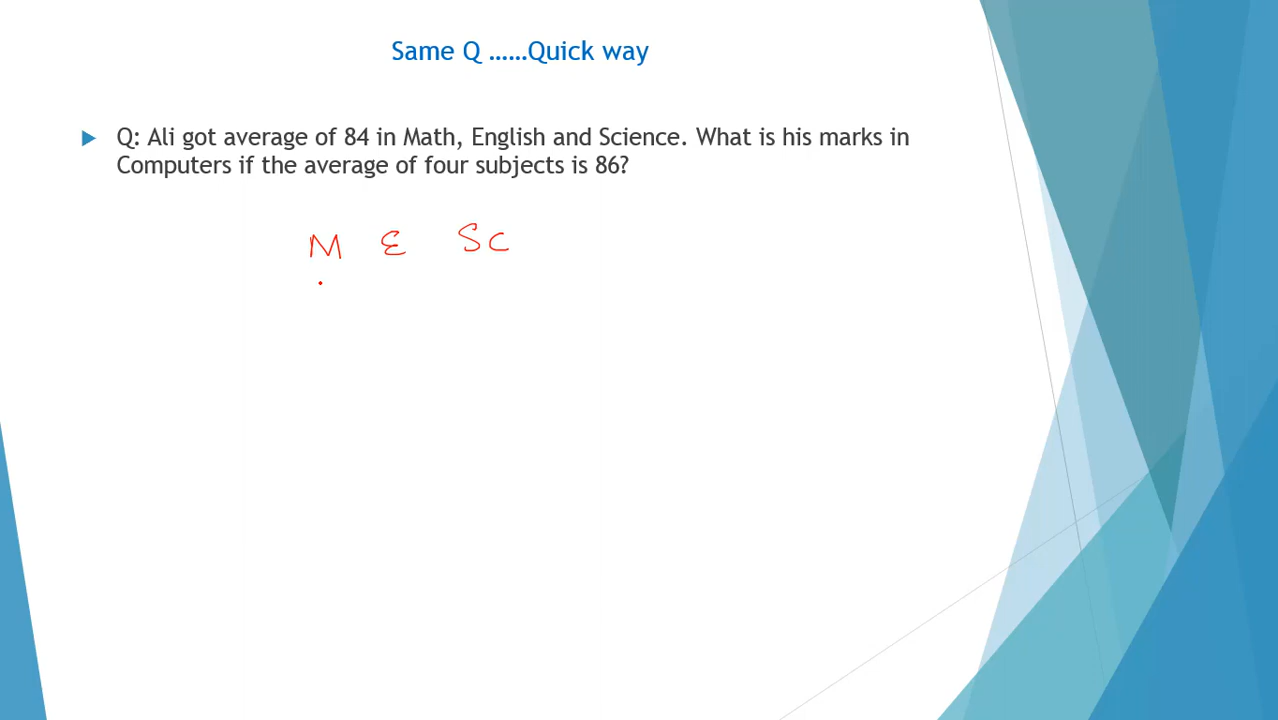 Same Q ......Quick way
Q: Ali got average of 84 in Math, English and Science. What is his marks in
Computers if the average of four subjects is 86?
M E SC